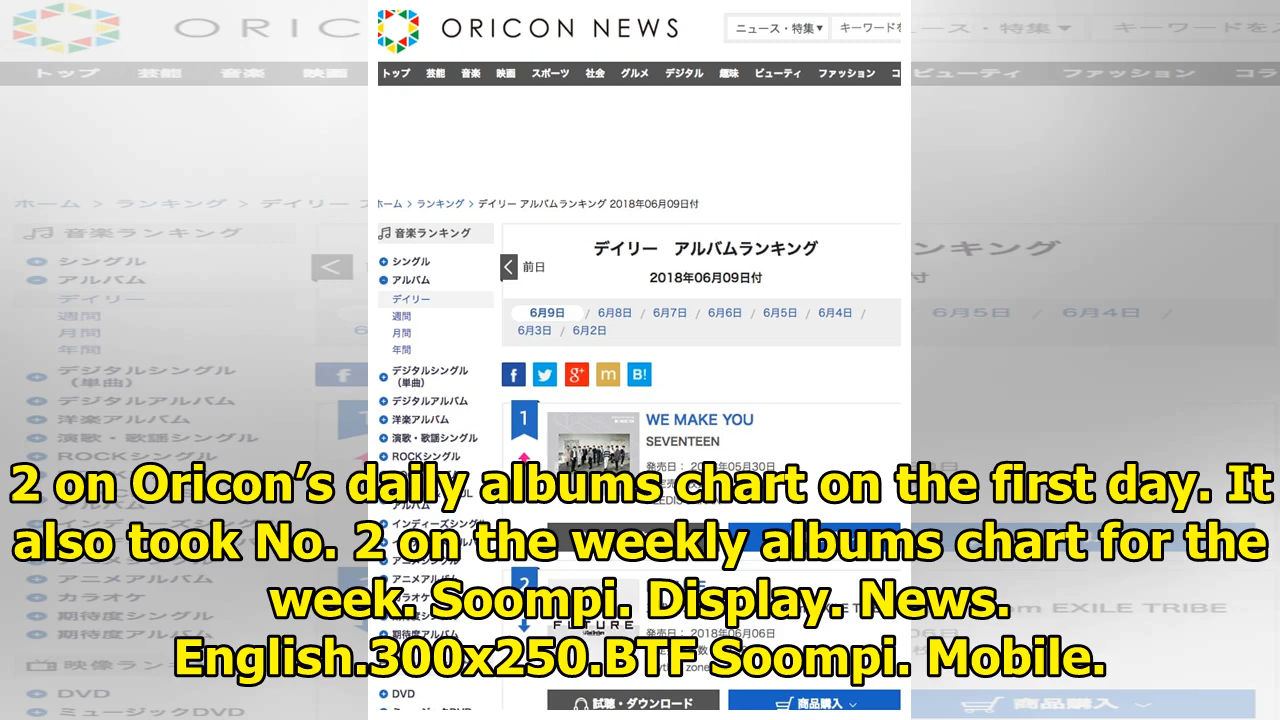 ORICON NEWS
ニュース・特集▼
キーワードを
トップ 芸能 音楽 映画 スポーツ 社会 グルメ デジタル 趣味 ビューティ ファッション コ
ホーム > ランキング > デイリー アルバムランキング 2018年06月09日付
音楽ランキング
シングル
アルバム
デイリー
週間
月間
年間
デジタルシングル
（単曲）
デジタルアルバム
洋楽アルバム
演歌・歌謡シングル
ROCKシングル
アニメアルバム
カラオケ
期待度シングル
期待度アルバム
DVD
ミュージックDVD
デイリー　アルバムランキング
2018年06月09日付
前日
6月9日 / 6月8日 / 6月7日 / 6月6日 / 6月5日 / 6月4日 /
6月3日 / 6月2日
f g+ m B!
1
WE MAKE YOU
SEVENTEEN
発売日： 2018年05月30日
2
FUTURE
発売日： 2018年06月06日
om EXILE TRIBE
試聴・ダウンロード
商品購入
2 on Oricon’s daily albums chart on the first day. It
also took No. 2 on the weekly albums chart for the
week. Soompi. Display. News.
English.300x250.BTF Soompi. Mobile.